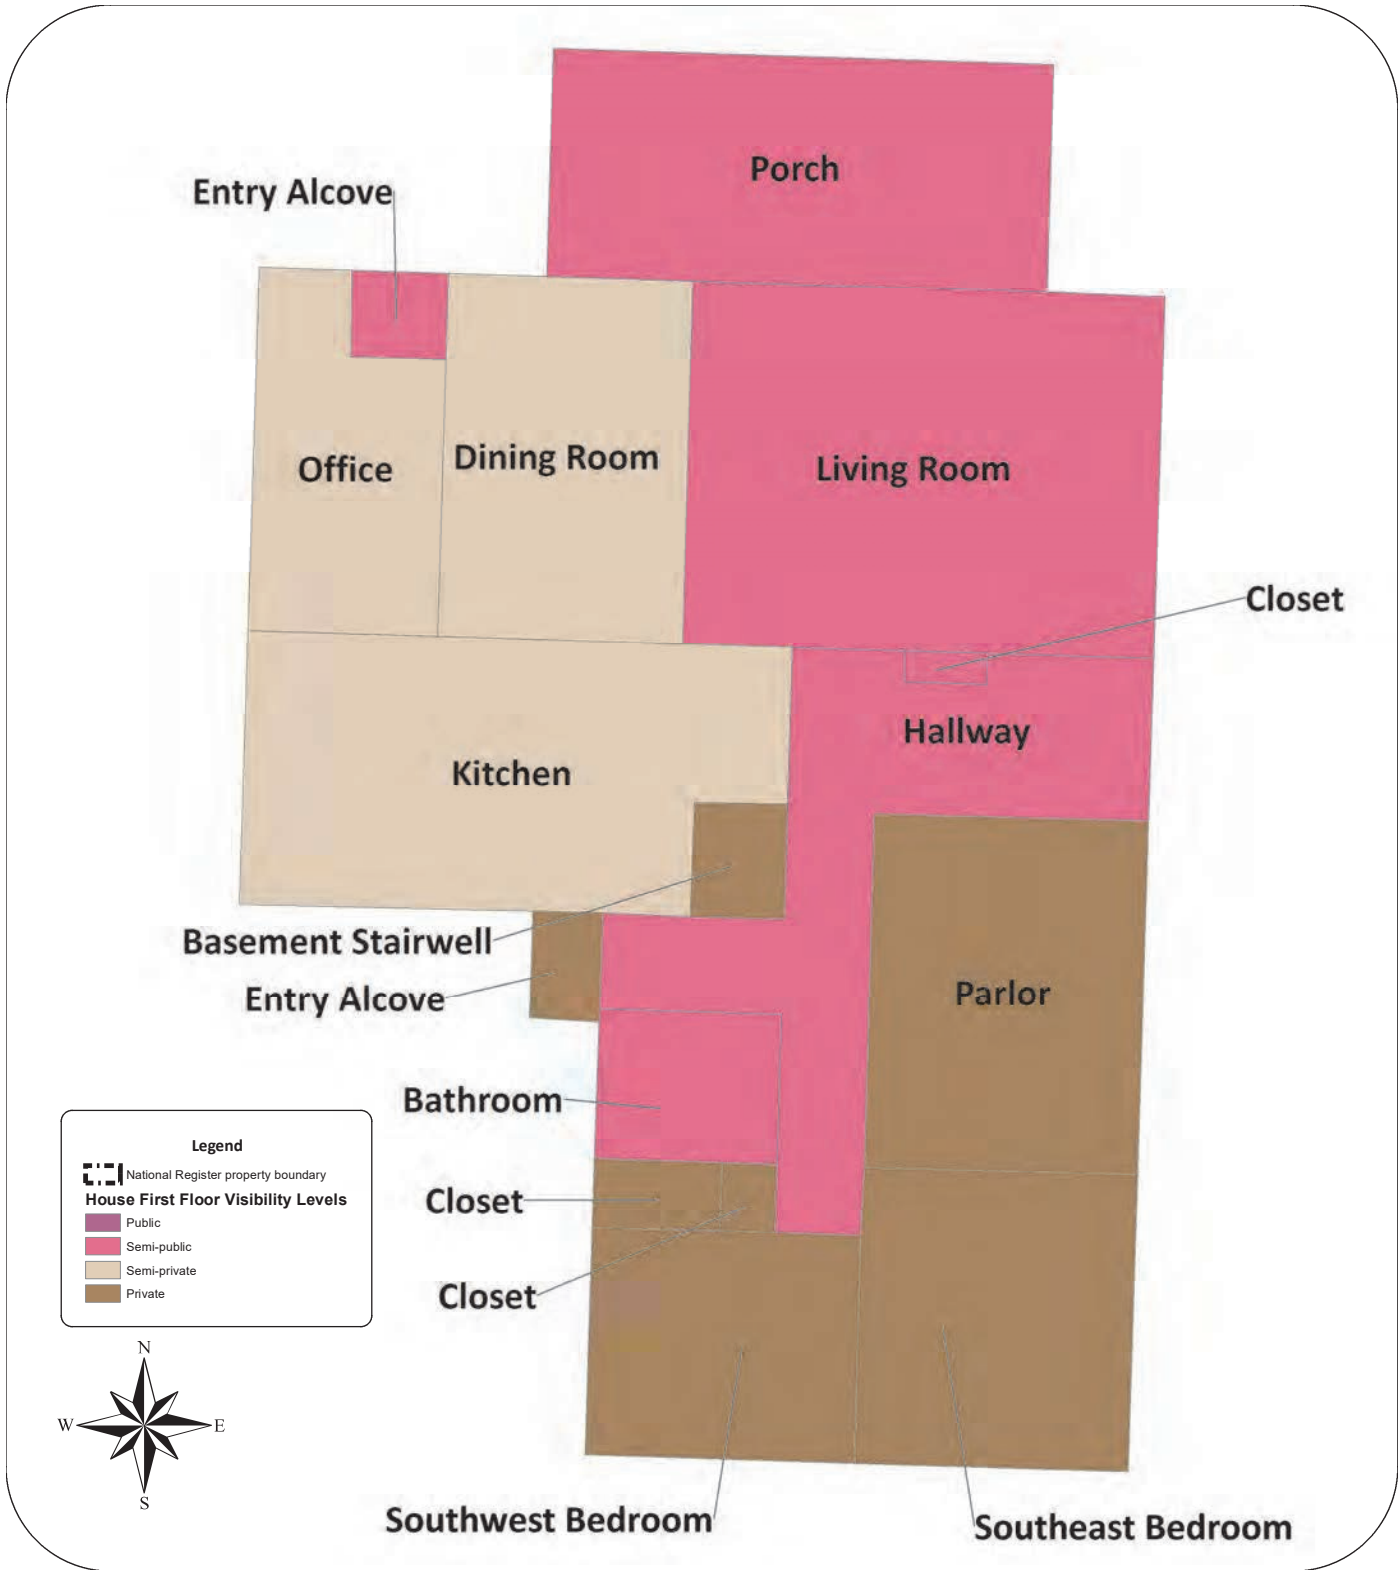 Porch
Entry Alcove
Office
Dining Room
Living Room
Closet
Hallway
Kitchen
Basement Stairwell
Entry Alcove
Parlor
Bathroom
Closet
Closet
Southwest Bedroom
Southeast Bedroom
Legend
National Register property boundary
House First Floor Visibility Levels
Public
Semi-public
Semi-private
Private
N
W E
S